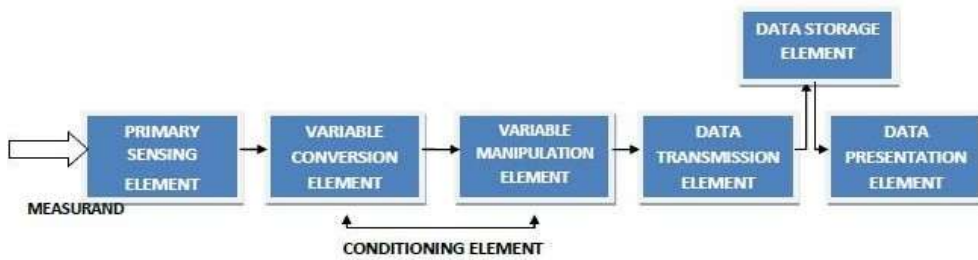 DATA STORAGE
ELEMENT
PRIMARY
SENSING
ELEMENT
VARIABLE
CONVERSION
ELEMENT
VARIABLE
MANIPULATION
ELEMENT
DATA
TRANSMISSION
ELEMENT
DATA
PRESENTATION
ELEMENT
MEASURAND
CONDITIONING ELEMENT